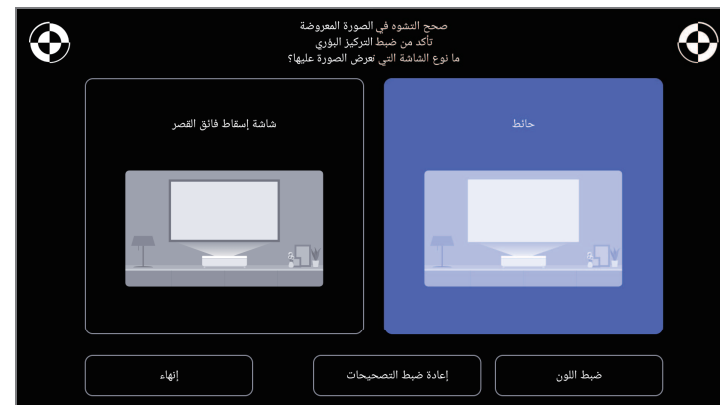 صحح التشوه في الصورة المعروضة
تأكد من ضبط التركيز البؤري
ما نوع الشاشة التي نعرض الصورة عليها؟
حائط
شاشة إسقاط فائق القصر
ضبط اللون
إعادة ضبط التصحيحات
إنهاء